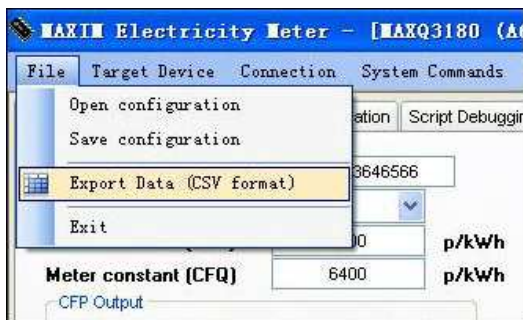 MAXIM Electricity Meter - [MAXQ3180 (A
File Target Device Connection System Commands
Open configuration
Save configuration
Export Data (CSV format)
Exit
ation Script Debuggin
3646566
00 p/kWh
Meter constant (CFQ) 6400 p/kWh
CFP Output